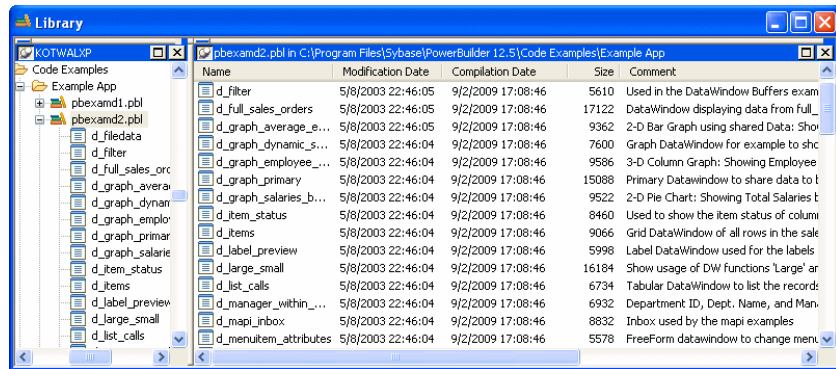 Library
KOTWALXP
Code Examples
Example App
pbexamd1.pbl
pbexamd2.pbl
d_filedata
d_filter
d_full_sales_orc
d_graph_avera
d_graph_dynam
d_graph_emplo
d_graph_primar
d_graph_salarie
d_item_status
d_items
d_label_preview
d_large_small
d_list_calls
pbexamd2.pbl in C:\Program Files\Sybase\PowerBuilder 12.5\Code Examples\Example App
Name Modification Date Compilation Date Size Comment
d_filter 5/8/2003 22:46:05 9/2/2009 17:08:46 5610 Used in the DataWindow Buffers exam
d_full_sales_orders 5/8/2003 22:46:05 9/2/2009 17:08:46 17122 DataWindow displaying data from full_
d_graph_average_e... 5/8/2003 22:46:05 9/2/2009 17:08:46 9362 2-D Bar Graph using shared Data: Sho
d_graph_dynamic_s... 5/8/2003 22:46:04 9/2/2009 17:08:46 7600 Graph DataWindow for example to sho
d_graph_employee_... 5/8/2003 22:46:04 9/2/2009 17:08:46 9586 3-D Column Graph: Showing Employee
d_graph_primary 5/8/2003 22:46:04 9/2/2009 17:08:46 15088 Primary Datawindow to share data to b
d_graph_salaries_b... 5/8/2003 22:46:04 9/2/2009 17:08:46 9522 2-D Pie Chart: Showing Total Salaries b
d_item_status 5/8/2003 22:46:04 9/2/2009 17:08:46 8460 Used to show the item status of colum
d_items 5/8/2003 22:46:04 9/2/2009 17:08:46 9066 Grid DataWindow of all rows in the sale
d_label_preview 5/8/2003 22:46:04 9/2/2009 17:08:46 5998 Label DataWindow used for the labels
d_large_small 5/8/2003 22:46:04 9/2/2009 17:08:46 16184 Show usage of DW functions 'Large' ar
d_list_calls 5/8/2003 22:46:04 9/2/2009 17:08:46 6734 Tabular DataWindow to list the records
d_manager_within_... 5/8/2003 22:46:04 9/2/2009 17:08:46 6932 Department ID, Dept. Name, and Man
d_mapi_inbox 5/8/2003 22:46:04 9/2/2009 17:08:46 8832 Inbox used by the mapi examples
d_menuitem_attributes 5/8/2003 22:46:04 9/2/2009 17:08:46 5578 FreeForm datawindow to change menu